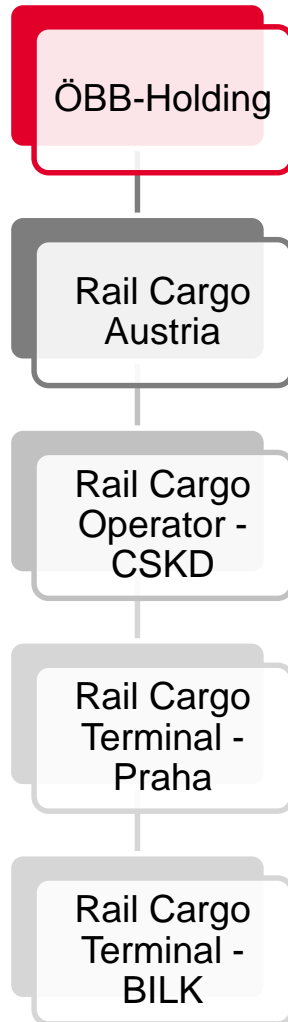 ÖBB-Holding
Rail Cargo
Austria
Rail Cargo
Operator -
CSKD
Rail Cargo
Terminal -
Praha
Rail Cargo
Terminal -
BILK